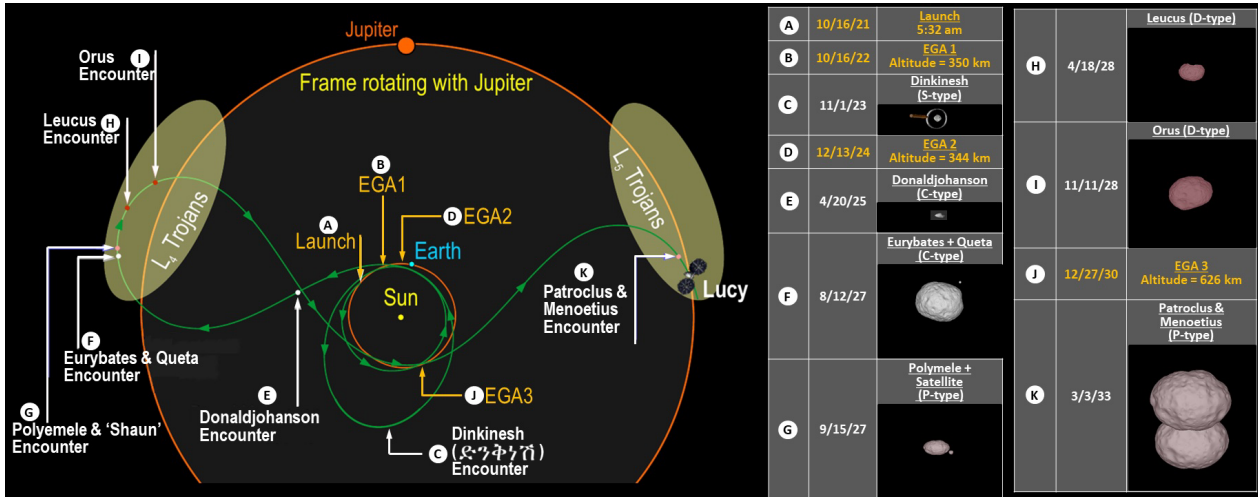 Jupiter
Frame rotating with Jupiter
Orus
Encounter
I
Leucus H
Encounter
L4 Trojans
L5 Trojans
B
EGA1
D EGA2
A
Launch
Earth
Sun
K
Patroclus &
Menoetius
Encounter
Lucy
F
Eurybates & Queta
Encounter
G
Polyemele & ‘Shaun’
Encounter
E
Donaldjohanson
Encounter
J EGA3
C
Dinkinesh
(ድንቅነሽ)
Encounter
A 10/16/21 Launch
5:32 am
B 10/16/22 EGA 1
Altitude = 350 km
C 11/1/23 Dinkinesh
(S-type)
D 12/13/24 EGA 2
Altitude = 344 km
E 4/20/25 Donaldjohanson
(C-type)
F 8/12/27 Eurybates + Queta
(C-type)
G 9/15/27 Polymele +
Satellite
(P-type)
H 4/18/28 Leucus (D-type)
I 11/11/28 Orus (D-type)
J 12/27/30 EGA 3
Altitude = 626 km
K 3/3/33 Patroclus &
Menoetius
(P-type)